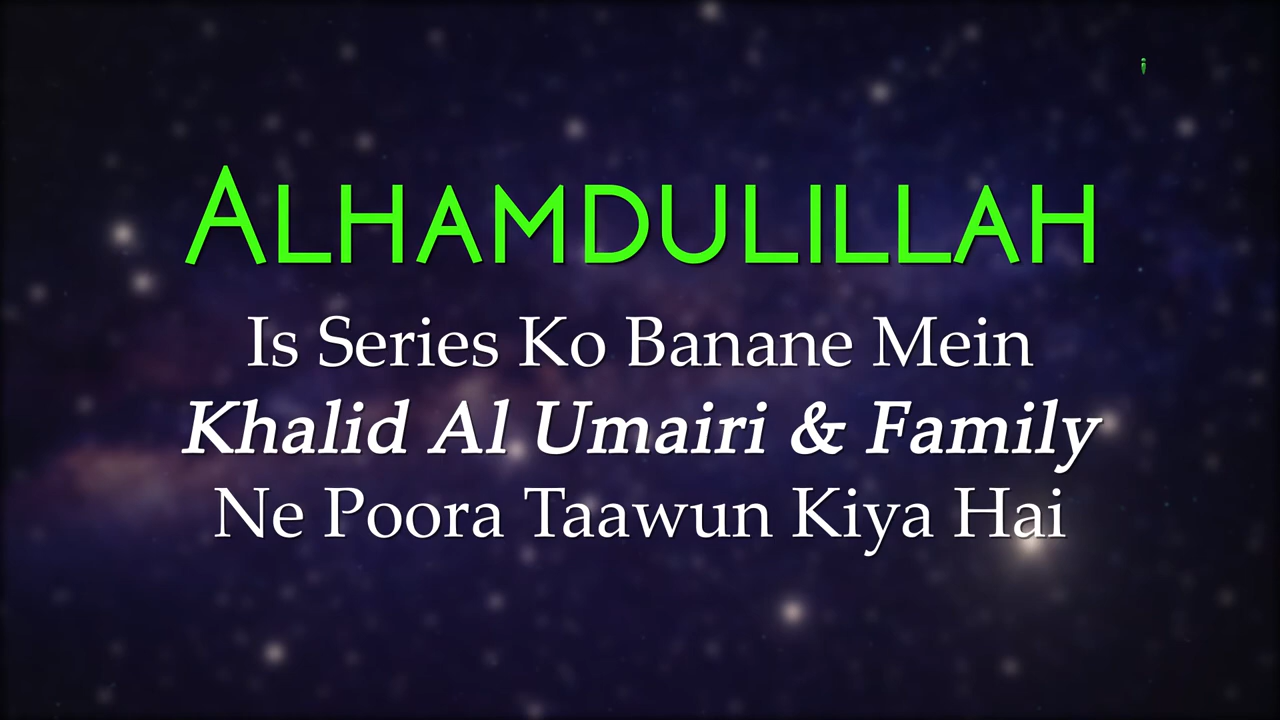 ALHAMDULILLAH
Is Series Ko Banane Mein
Khalid Al Umairi & Family
Ne Poora Taawun Kiya Hai